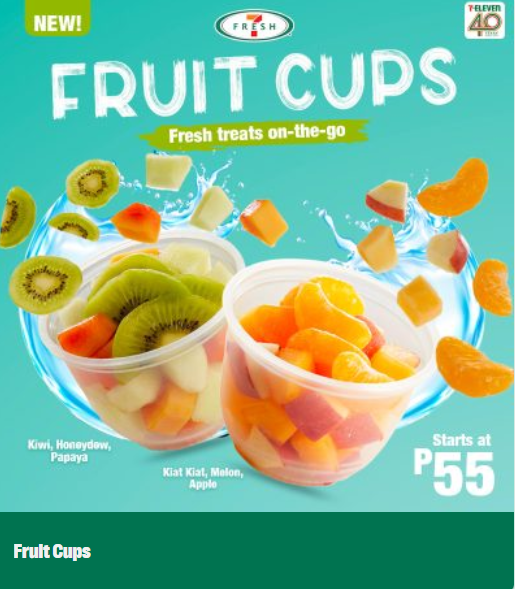 NEW!
7
FRESH
7-ELEVEN
40
FRUIT CUPS
Fresh treats on-the-go
Kiwi, Honeydew,
Papaya
Kiat Kiat, Melon,
Apple
Starts at
P55
Fruit Cups